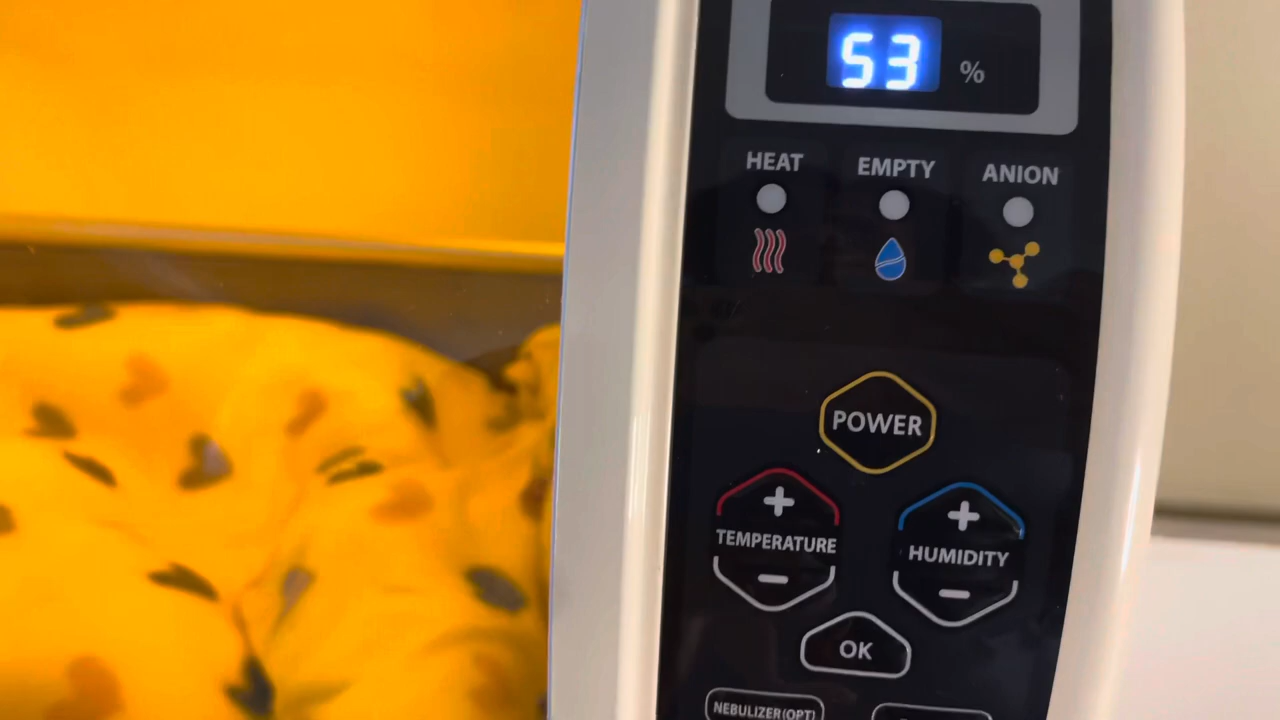 53 %
HEAT EMPTY ANION
POWER
+ +
TEMPERATURE HUMIDITY
- -
OK
NEBULIZER(OPT)